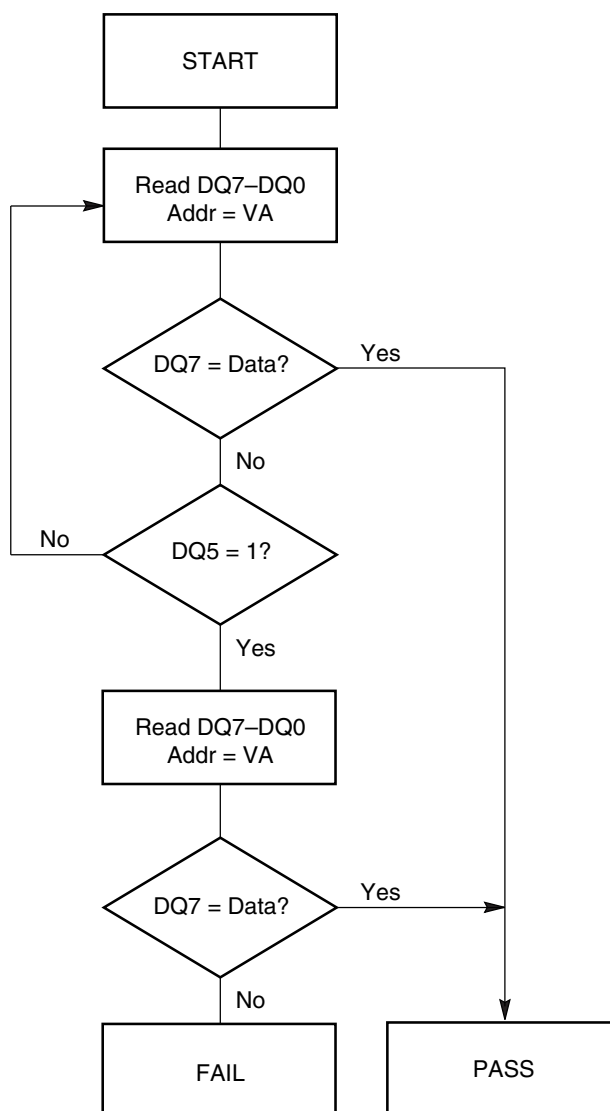 START
Read DQ7–DQ0
Addr = VA
DQ7 = Data?
Yes
No
DQ5 = 1?
No
Yes
Read DQ7–DQ0
Addr = VA
DQ7 = Data?
Yes
No
FAIL
PASS